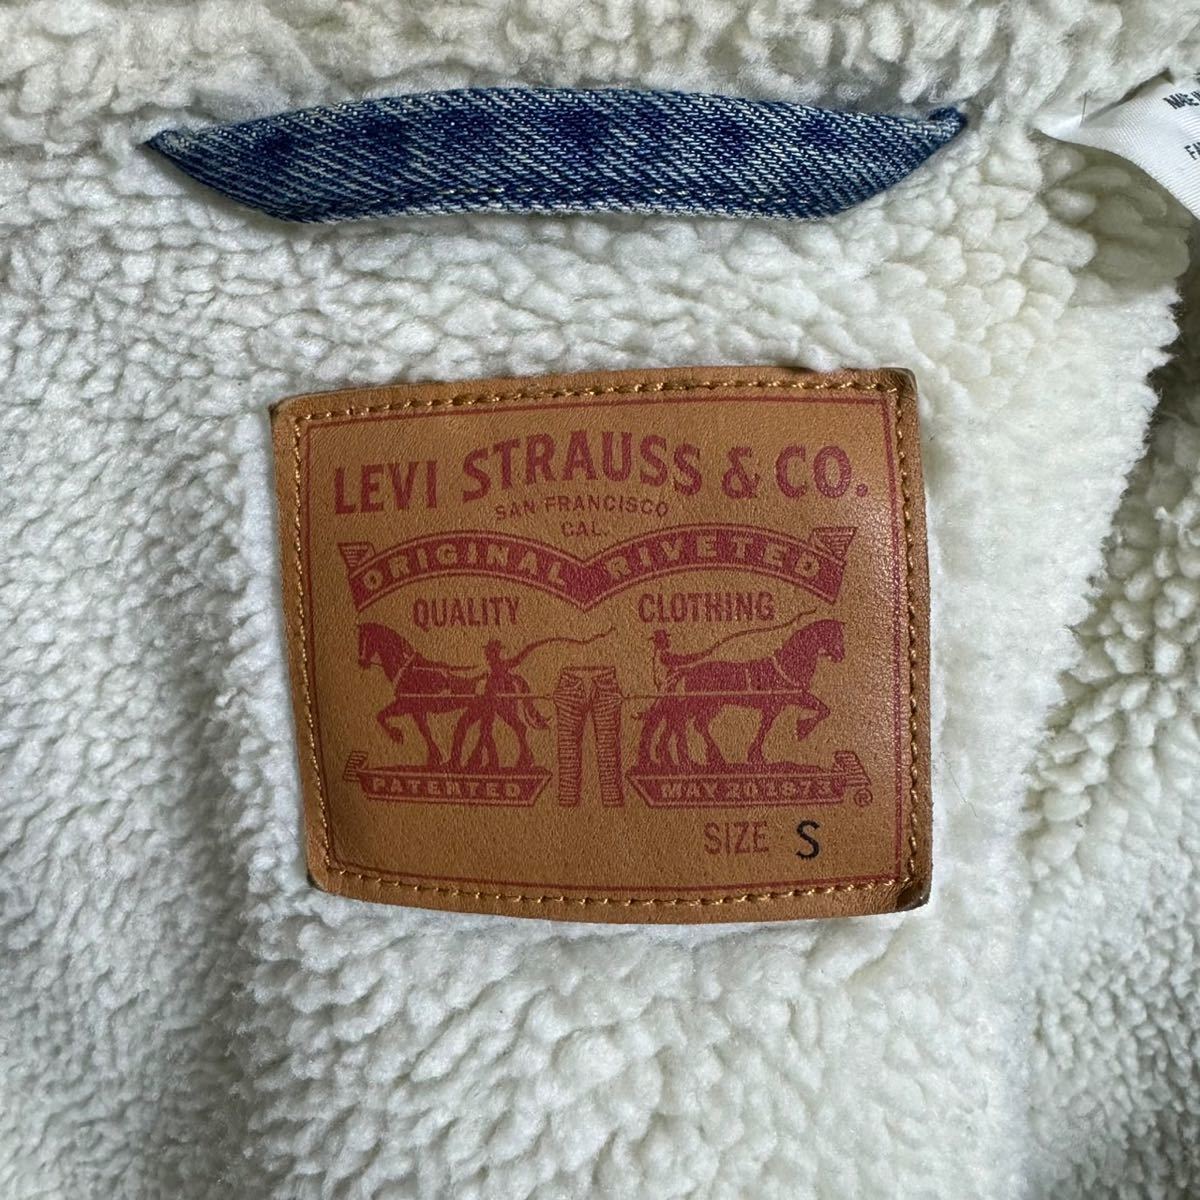 LEVI STRAUSS & CO.
SAN FRANCISCO
CAL.
ORIGINAL RIVETED
QUALITY CLOTHING
PATENTED MAY 20 1873 ®
SIZE S